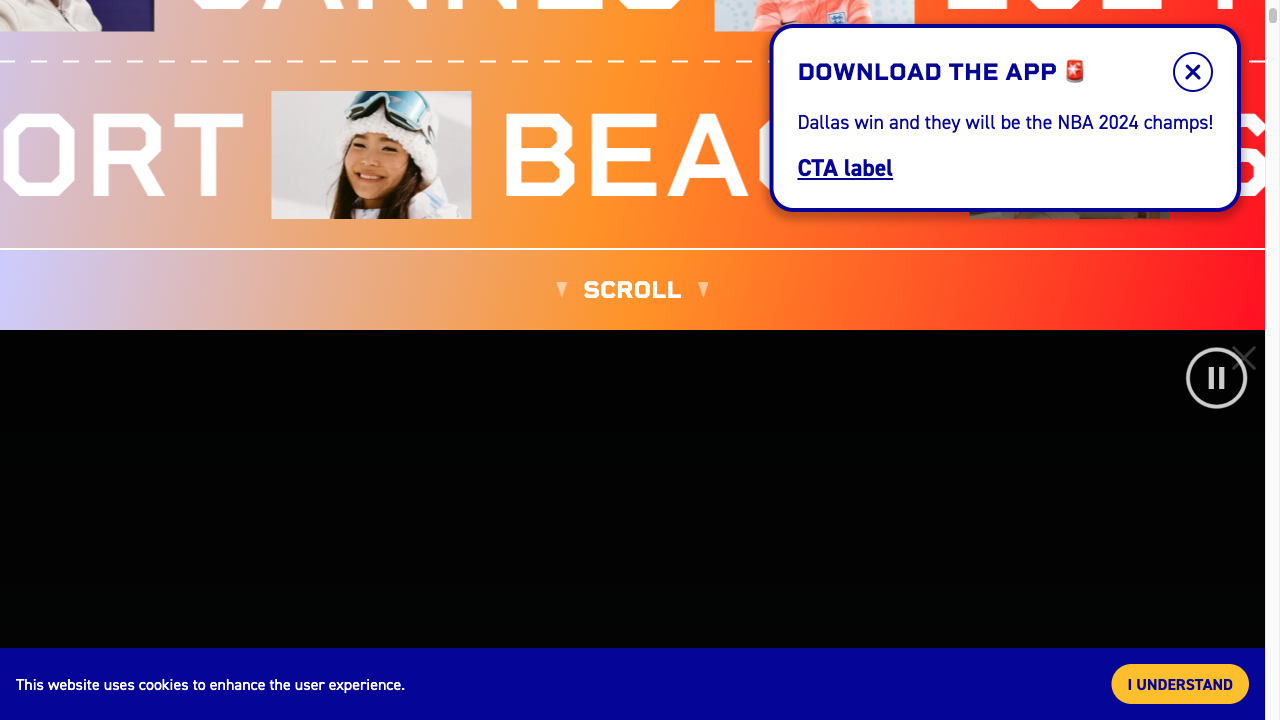 ORT BEA
DOWNLOAD THE APP
Dallas win and they will be the NBA 2024 champs!
CTA label
SCROLL
This website uses cookies to enhance the user experience.
I UNDERSTAND